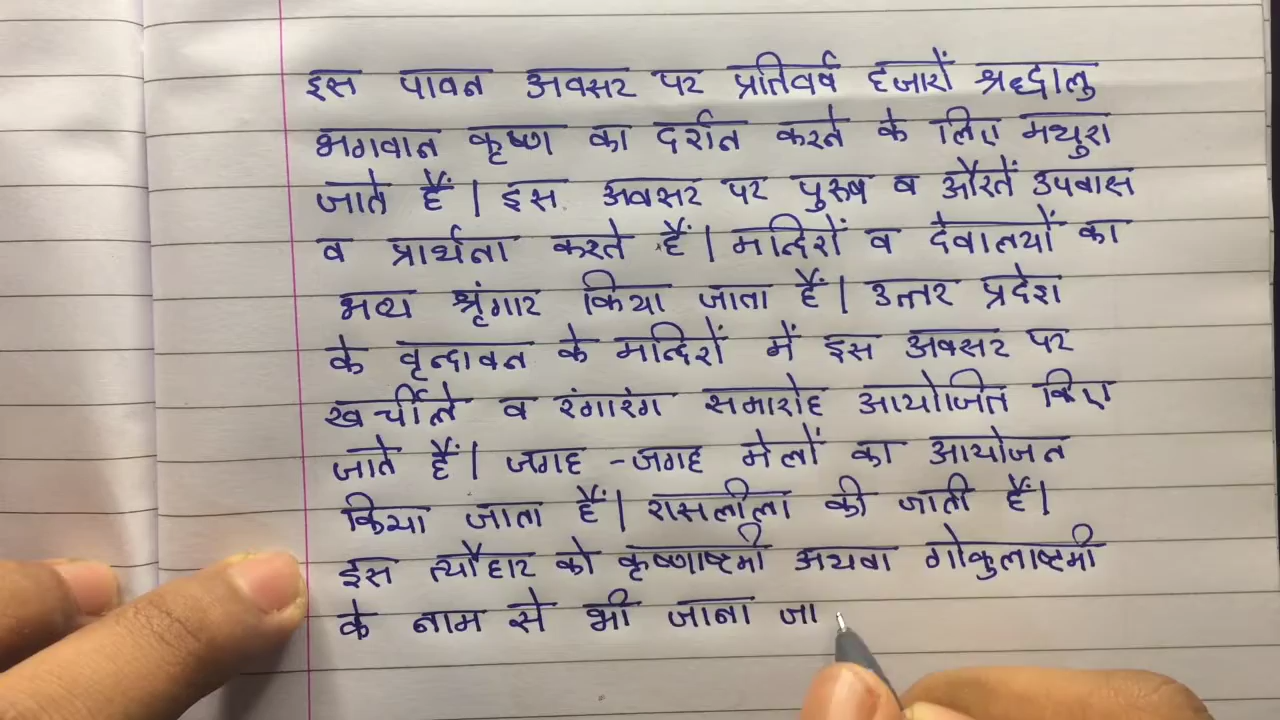 इस पावन अवसर पर प्रतिवर्ष हजारों श्रद्धालु
भगवान कृष्ण का दर्शन करने के लिए मथुरा
जाते हैं। इस अवसर पर पुरुष व औरतें उपवास
व प्रार्थना करते हैं। मन्दिरों व देवालयों का
भव्य श्रृंगार किया जाता हैं। उत्तर प्रदेश
के वृन्दावन के मन्दिरों में इस अवसर पर
खर्चीले व रंगारंग समारोह आयोजित किए
जाते हैं। जगह -जगह मेलों का आयोजन
किया जाता हैं। रासलीला की जाती हैं।
इस त्यौहार को कृष्णाष्टमी अथवा गोकुलाष्टमी
के नाम से भी जाना जा